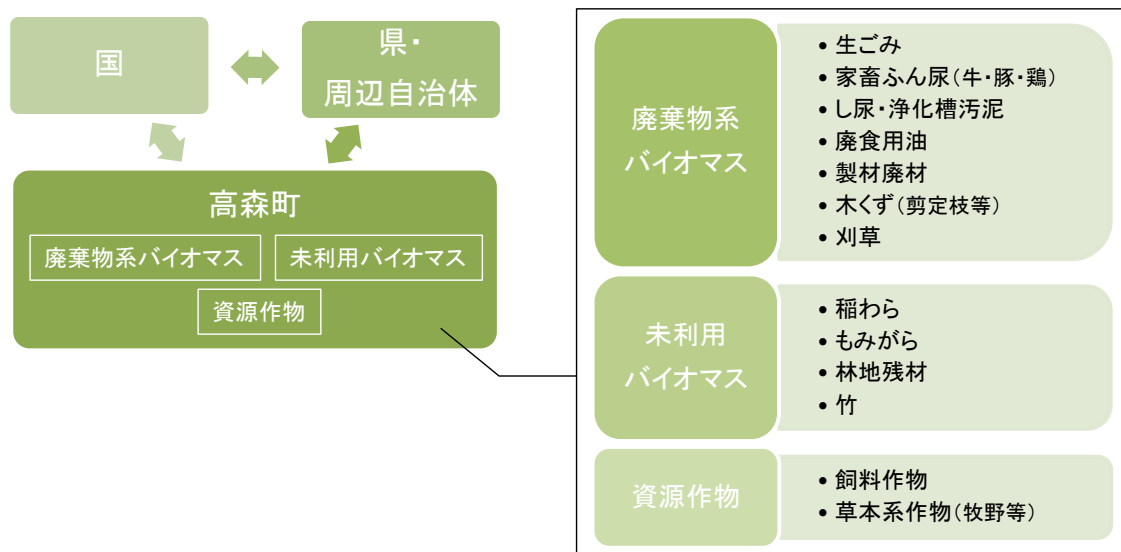 国
県・
周辺自治体
高森町
廃棄物系バイオマス
未利用バイオマス
資源作物
廃棄物系
バイオマス
• 生ごみ
• 家畜ふん尿(牛・豚・鶏)
• し尿・浄化槽汚泥
• 廃食用油
• 製材廃材
• 木くず(剪定枝等)
• 刈草
未利用
バイオマス
• 稲わら
• もみがら
• 林地残材
• 竹
資源作物
• 飼料作物
• 草本系作物(牧野等)